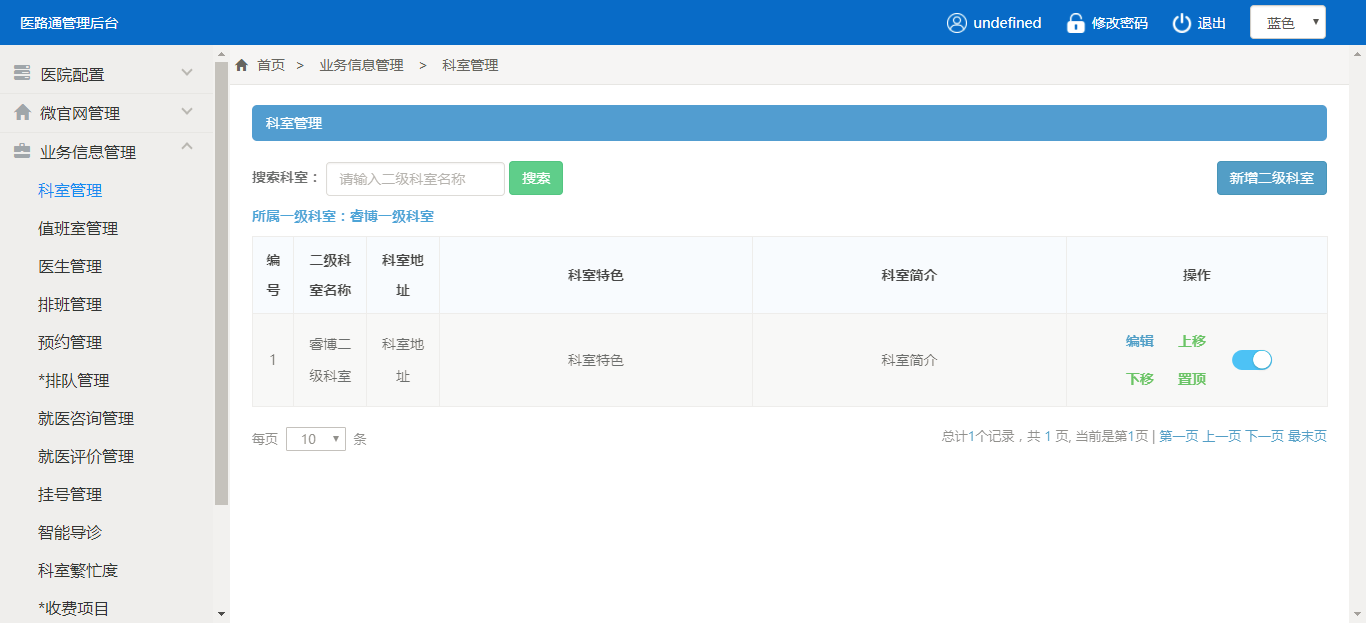 医路通管理后台
undefined 修改密码 退出 蓝色
医院配置
微官网管理
业务信息管理
科室管理
值班室管理
医生管理
排班管理
预约管理
*排队管理
就医咨询管理
就医评价管理
挂号管理
智能导诊
科室繁忙度
*收费项目
首页 > 业务信息管理 > 科室管理
科室管理
搜索科室： 请输入二级科室名称 搜索 新增二级科室
所属一级科室：睿博一级科室
编号 二级科室名称 科室地址 科室特色 科室简介 操作
1 睿博二级科室 科室地址 科室特色 科室简介 编辑 上移
下移 置顶
每页 10 条
总计1个记录，共 1 页, 当前是第1页 | 第一页 上一页 下一页 最末页